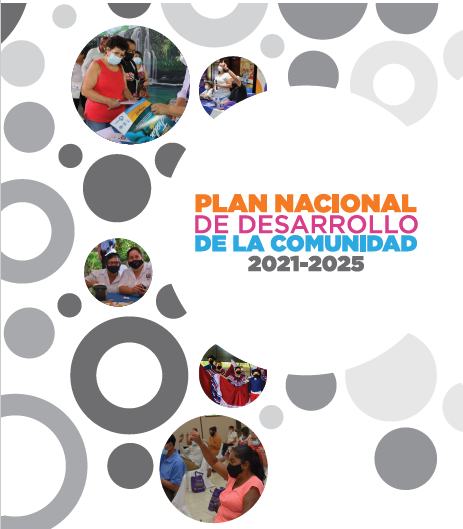 PLAN NACIONAL
DE DESARROLLO
DE LA COMUNIDAD
2021-2025